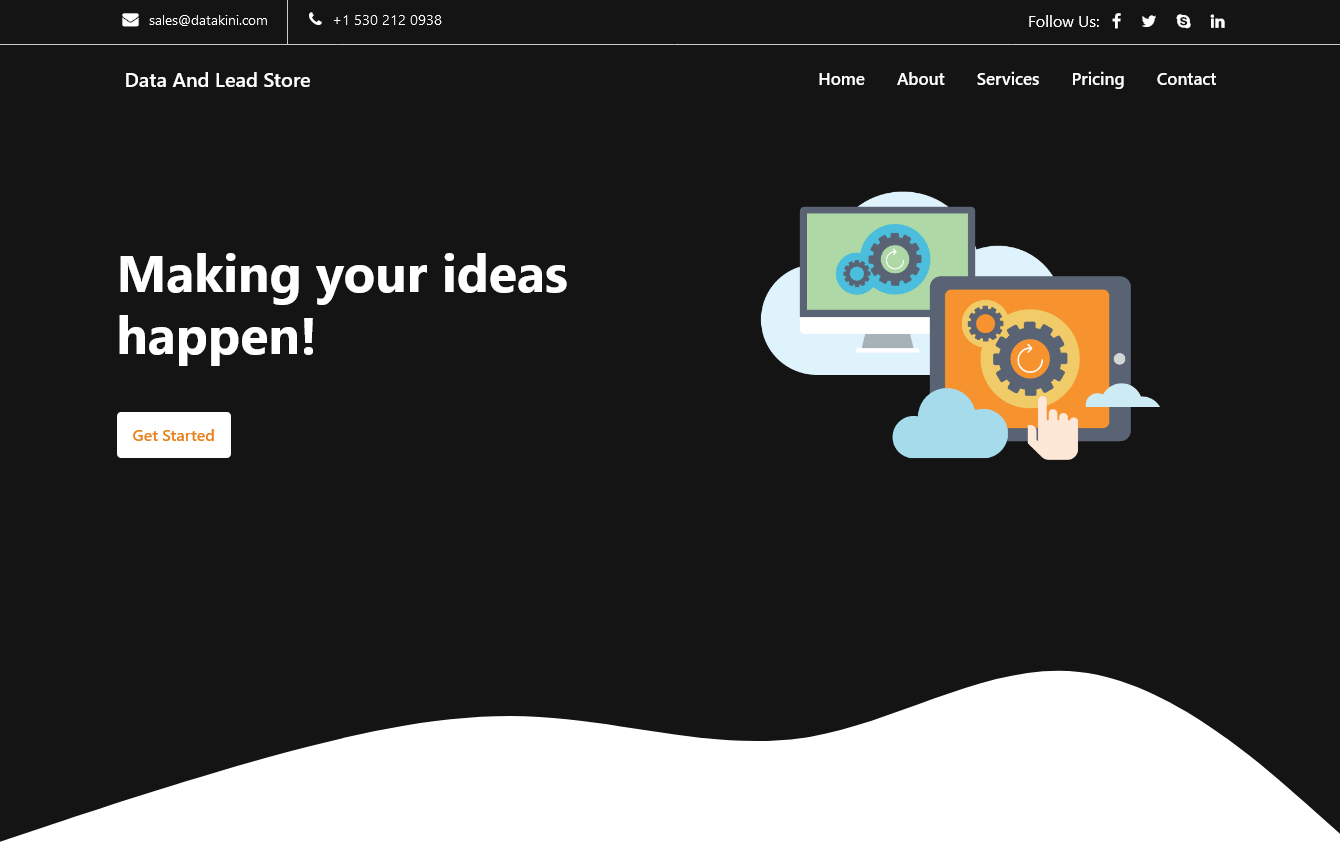 sales@datakini.com
+1 530 212 0938
Follow Us:
Data And Lead Store
Home
About
Services
Pricing
Contact
Making your ideas
happen!
Get Started